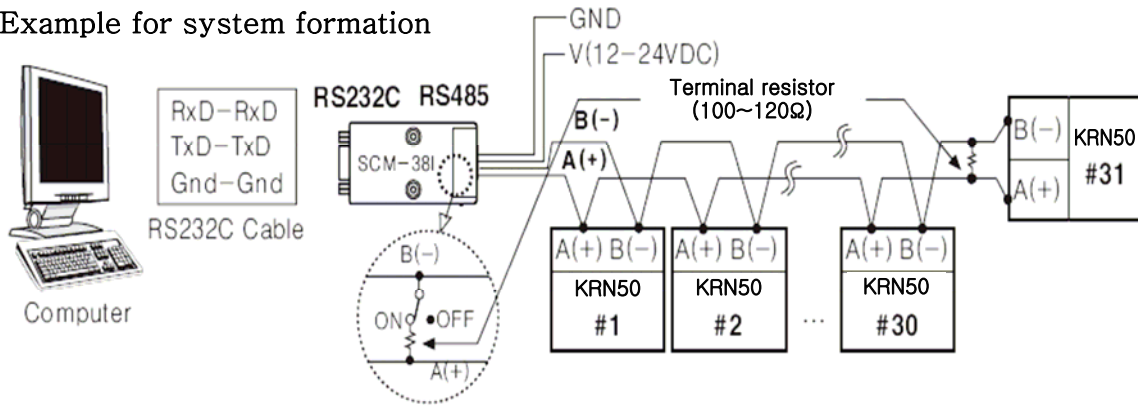 Example for system formation
GND
V(12-24VDC)
RxD-RxD
TxD-TxD
Gnd-Gnd
RS232C Cable
RS232C RS485
SCM-38I
Terminal resistor
(100~120Ω)
B(-)
A(+)
B(-)
A(+)
KRN50
#31
Computer
B(-)
ON
OFF
A(+)
A(+) B(-)
KRN50
#1
A(+) B(-)
KRN50
#2
...
A(+) B(-)
KRN50
#30